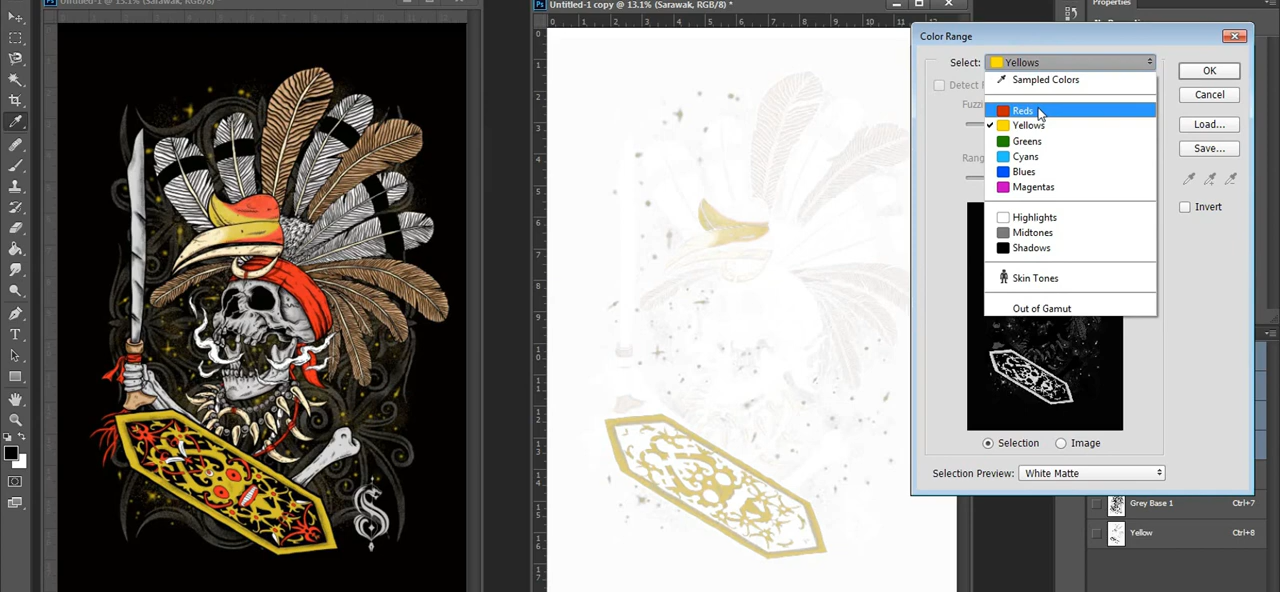 Untitled-1 @ 13.1% (Sarawak, RGB/8) *
Untitled-1 copy @ 13.1% (Sarawak, RGB/8) *
Properties
Color Range
Select:
Yellows
Sampled Colors
Reds
Yellows
Greens
Cyans
Blues
Magentas
Highlights
Midtones
Shadows
Skin Tones
Out of Gamut
OK
Cancel
Load...
Save...
Invert
Selection
Image
Selection Preview:
White Matte
Grey Base 1
Ctrl+7
Yellow
Ctrl+8